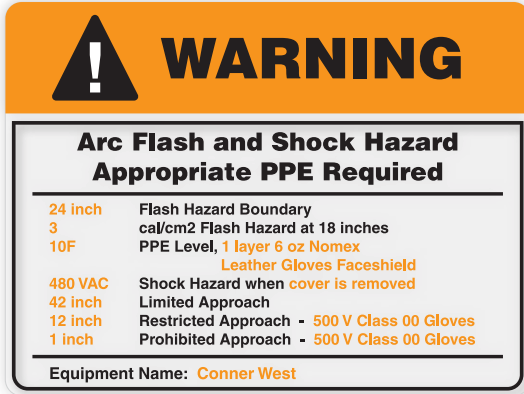 WARNING
Arc Flash and Shock Hazard
Appropriate PPE Required
24 inch Flash Hazard Boundary
3 cal/cm2 Flash Hazard at 18 inches
10F PPE Level, 1 layer 6 oz Nomex
Leather Gloves Faceshield
480 VAC Shock Hazard when cover is removed
42 inch Limited Approach
12 inch Restricted Approach - 500 V Class 00 Gloves
1 inch Prohibited Approach - 500 V Class 00 Gloves
Equipment Name: Conner West